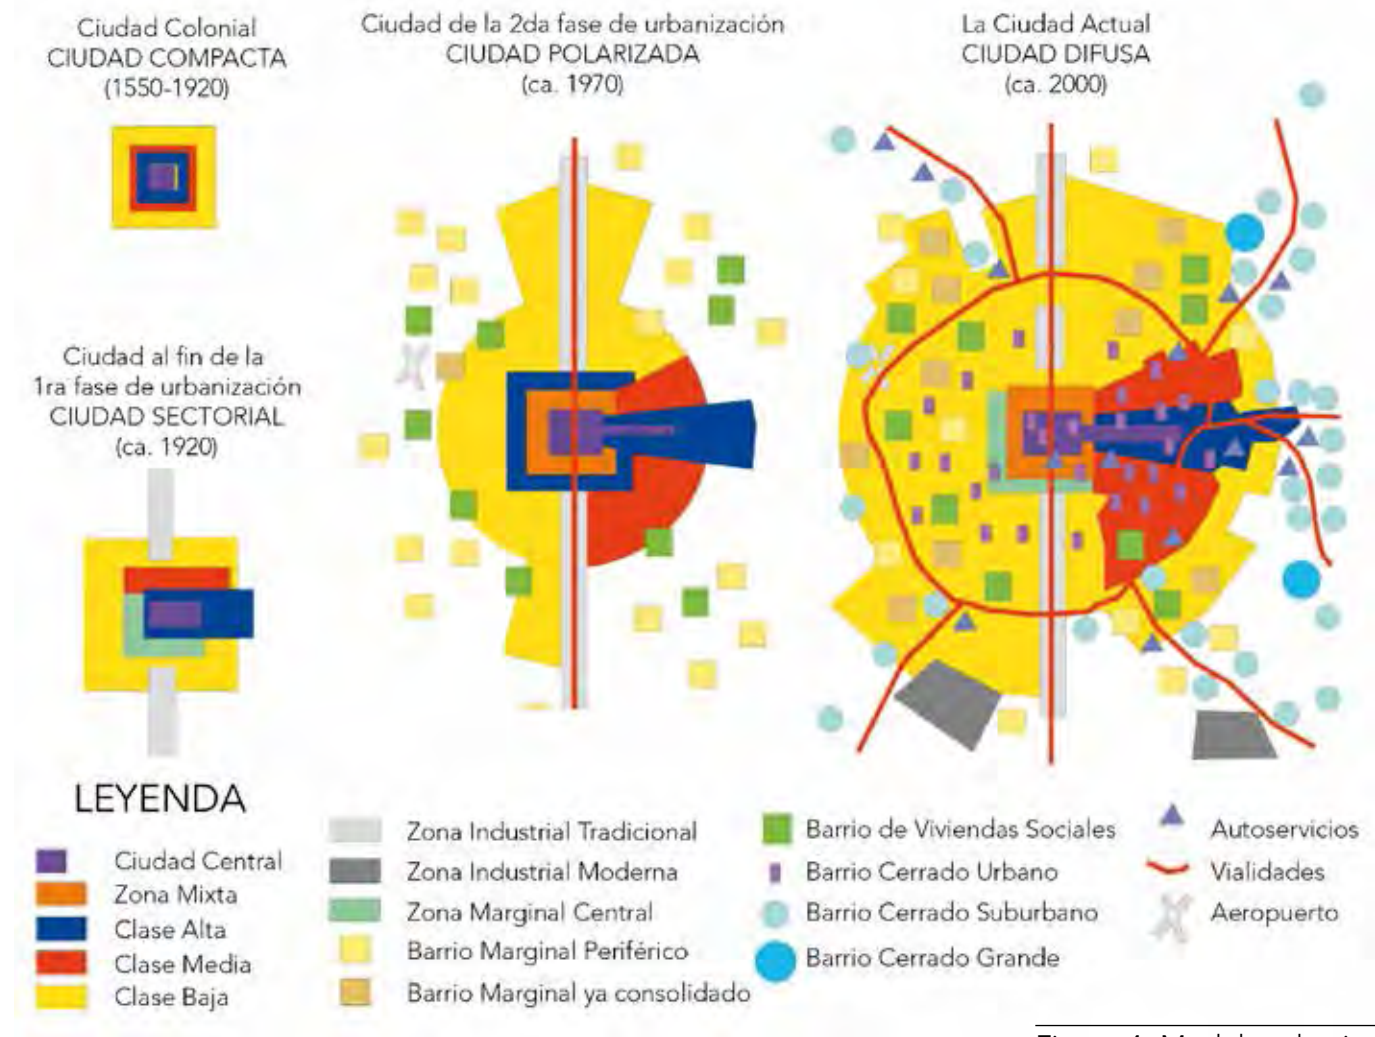 Ciudad Colonial
CIUDAD COMPACTA
(1550-1920)
Ciudad de la 2da fase de urbanización
CIUDAD POLARIZADA
(ca. 1970)
La Ciudad Actual
CIUDAD DIFUSA
(ca. 2000)
Ciudad al fin de la
1ra fase de urbanización
CIUDAD SECTORIAL
(ca. 1920)
LEYENDA
Ciudad Central
Zona Mixta
Clase Alta
Clase Media
Clase Baja
Zona Industrial Tradicional
Zona Industrial Moderna
Zona Marginal Central
Barrio Marginal Periférico
Barrio Marginal ya consolidado
Barrio de Viviendas Sociales
Barrio Cerrado Urbano
Barrio Cerrado Suburbano
Barrio Cerrado Grande
Autoservicios
Vialidades
Aeropuerto